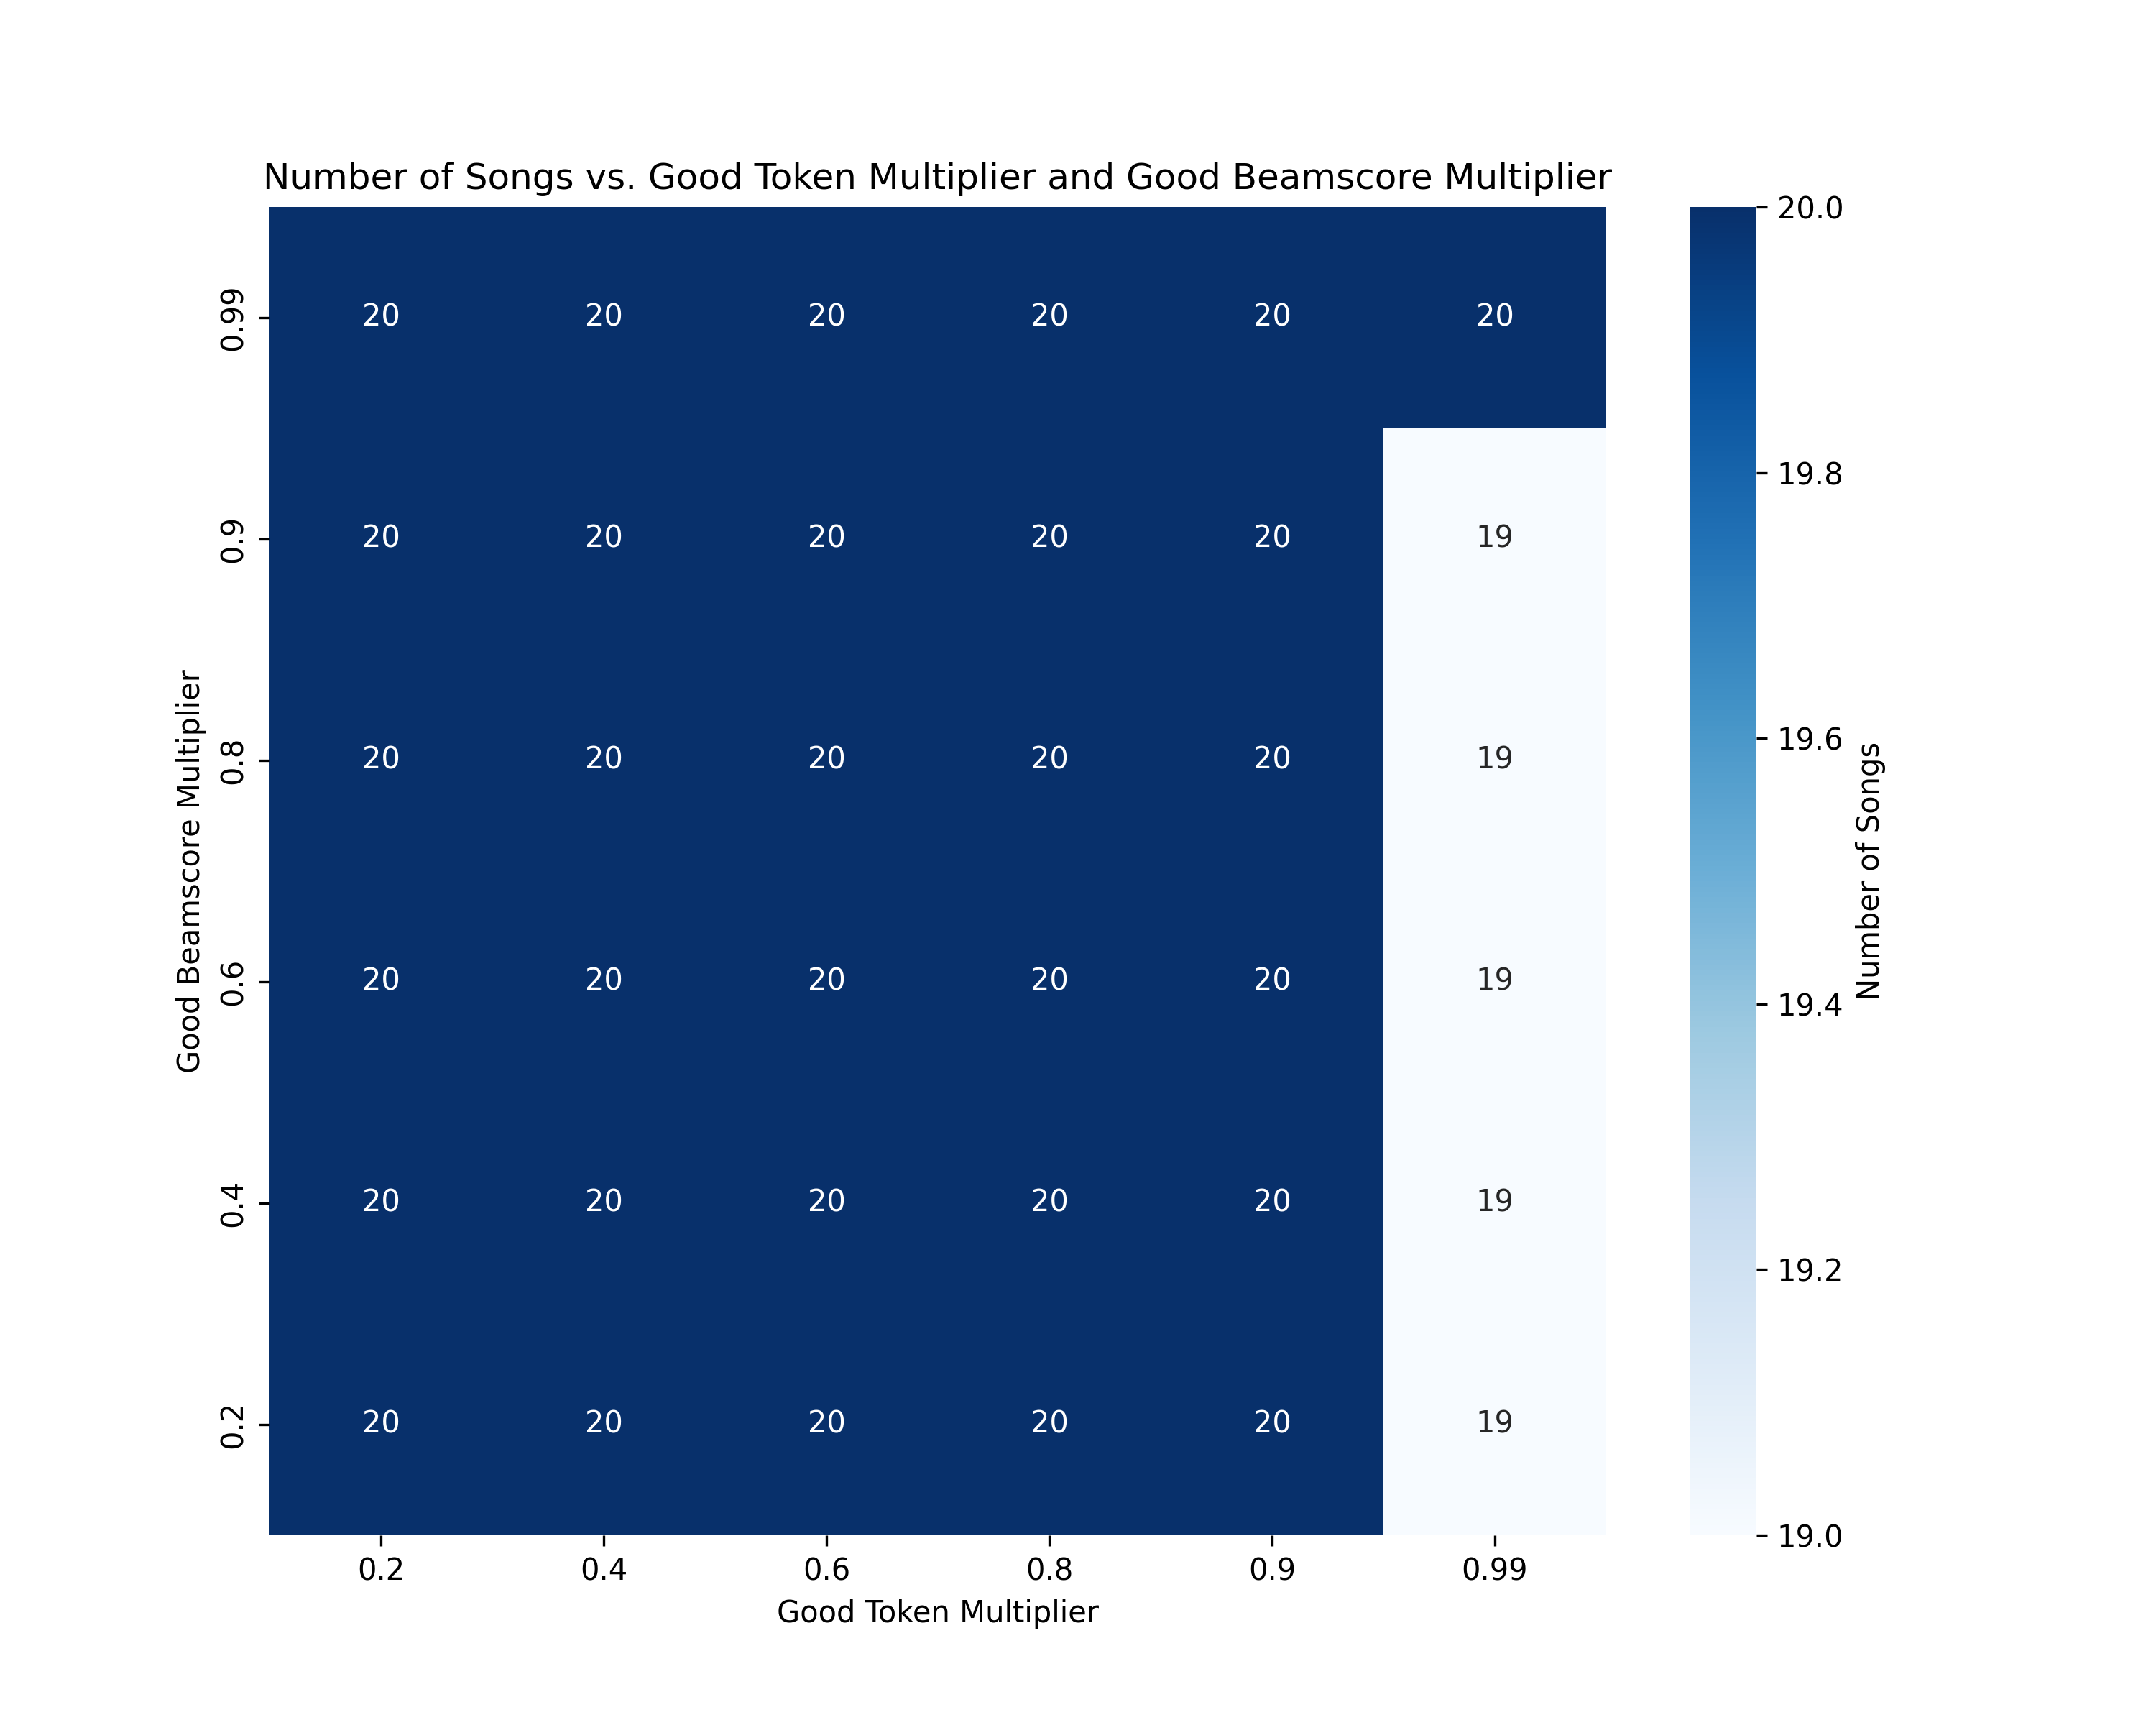 Number of Songs vs. Good Token Multiplier and Good Beamscore Multiplier
Good Beamscore Multiplier
0.99 20 20 20 20 20 20
0.9 20 20 20 20 20 19
0.8 20 20 20 20 20 19
0.6 20 20 20 20 20 19
0.4 20 20 20 20 20 19
0.2 20 20 20 20 20 19
0.2 0.4 0.6 0.8 0.9 0.99
Good Token Multiplier
20.0
19.8
19.6
19.4
19.2
19.0
Number of Songs